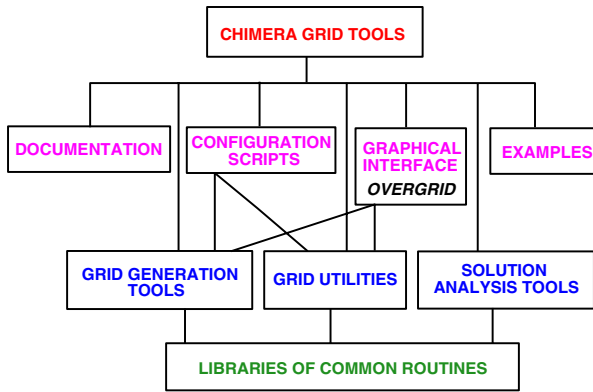 CHIMERA GRID TOOLS
DOCUMENTATION
CONFIGURATION
SCRIPTS
GRAPHICAL
INTERFACE
OVERGRID
EXAMPLES
GRID GENERATION
TOOLS
GRID UTILITIES
SOLUTION
ANALYSIS TOOLS
LIBRARIES OF COMMON ROUTINES